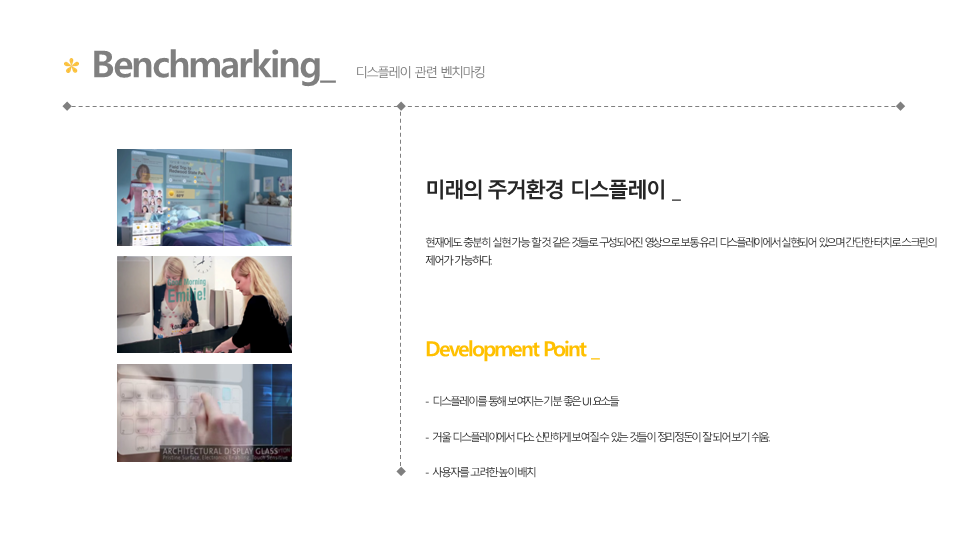 * Benchmarking_ 디스플레이 관련 벤치마킹
Good Morning
Emilie!
ARCHITECTURAL DISPLAY GLASS
미래의 주거환경 디스플레이 _
현재에도 충분히 실현 가능 할 것 같은 것들로 구성되어진 영상으로 보통 유리 디스플레이에서 실현되어 있으며 간단한 터치로 스크린의
제어가 가능하다.
Development Point _
- 디스플레이를 통해 보여지는 기분 좋은 UI 요소들
- 거울 디스플레이에서 다소 산만하게 보여질 수 있는 것들이 정리정돈이 잘 되어 보기 쉬움.
- 사용자를 고려한 높이 배치